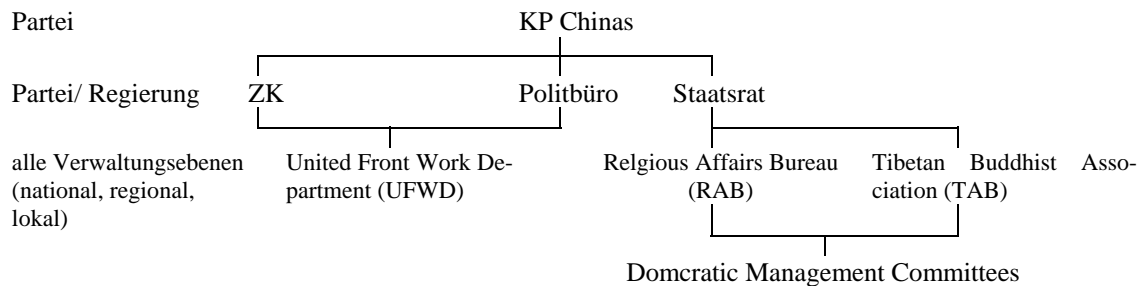 Partei KP Chinas
Partei/ Regierung ZK Politbüro Staatsrat
alle Verwaltungsebenen
(national, regional,
lokal)
United Front Work De-
partment (UFWD)
Relgious Affairs Bureau
(RAB)
Tibetan Buddhist Asso-
ciation (TAB)
Domcratic Management Committees